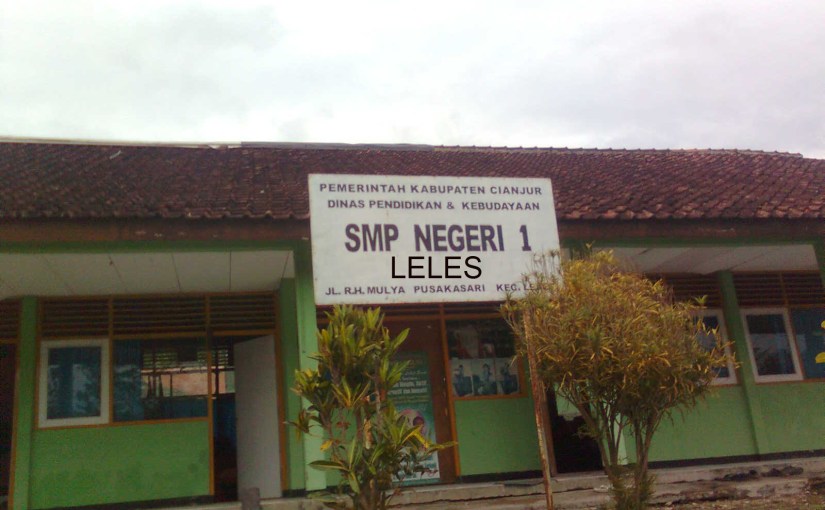 PEMERINTAH KABUPATEN CIANJUR
DINAS PENDIDIKAN & KEBUDAYAAN
SMP NEGERI 1
LELES
JL. R.H. MULYA PUSAKASARI KEC.